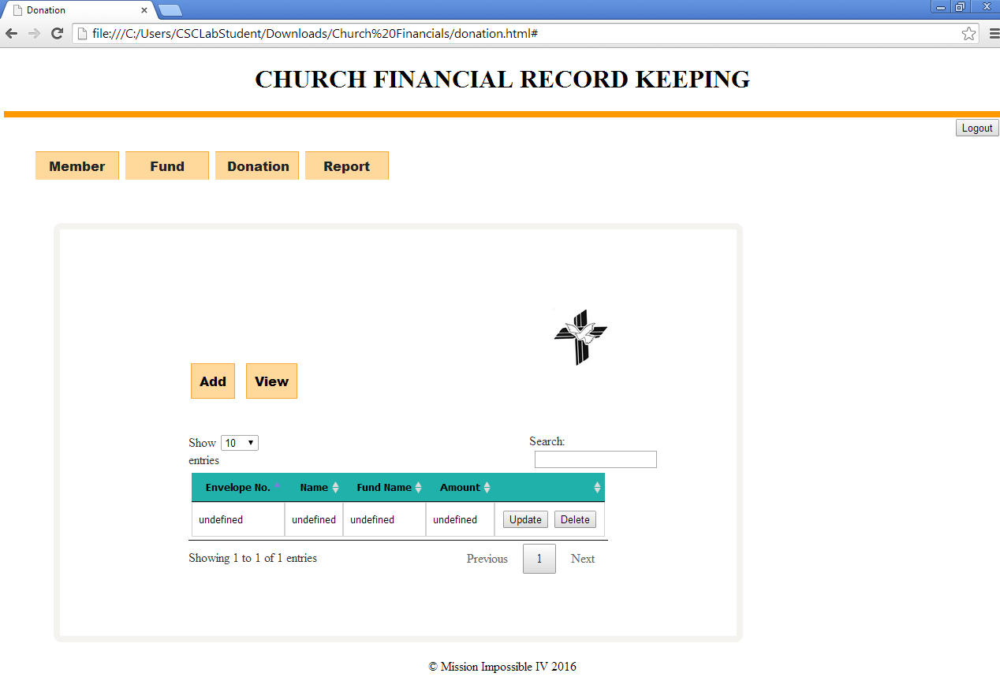 Donation
file:///C:/Users/CSCLabStudent/Downloads/Church%20Financials/donation.html#
CHURCH FINANCIAL RECORD KEEPING
Logout
Member Fund Donation Report
Add View
Show 10 entries
Search:
Envelope No. Name Fund Name Amount
undefined undefined undefined undefined Update Delete
Showing 1 to 1 of 1 entries Previous 1 Next
© Mission Impossible IV 2016